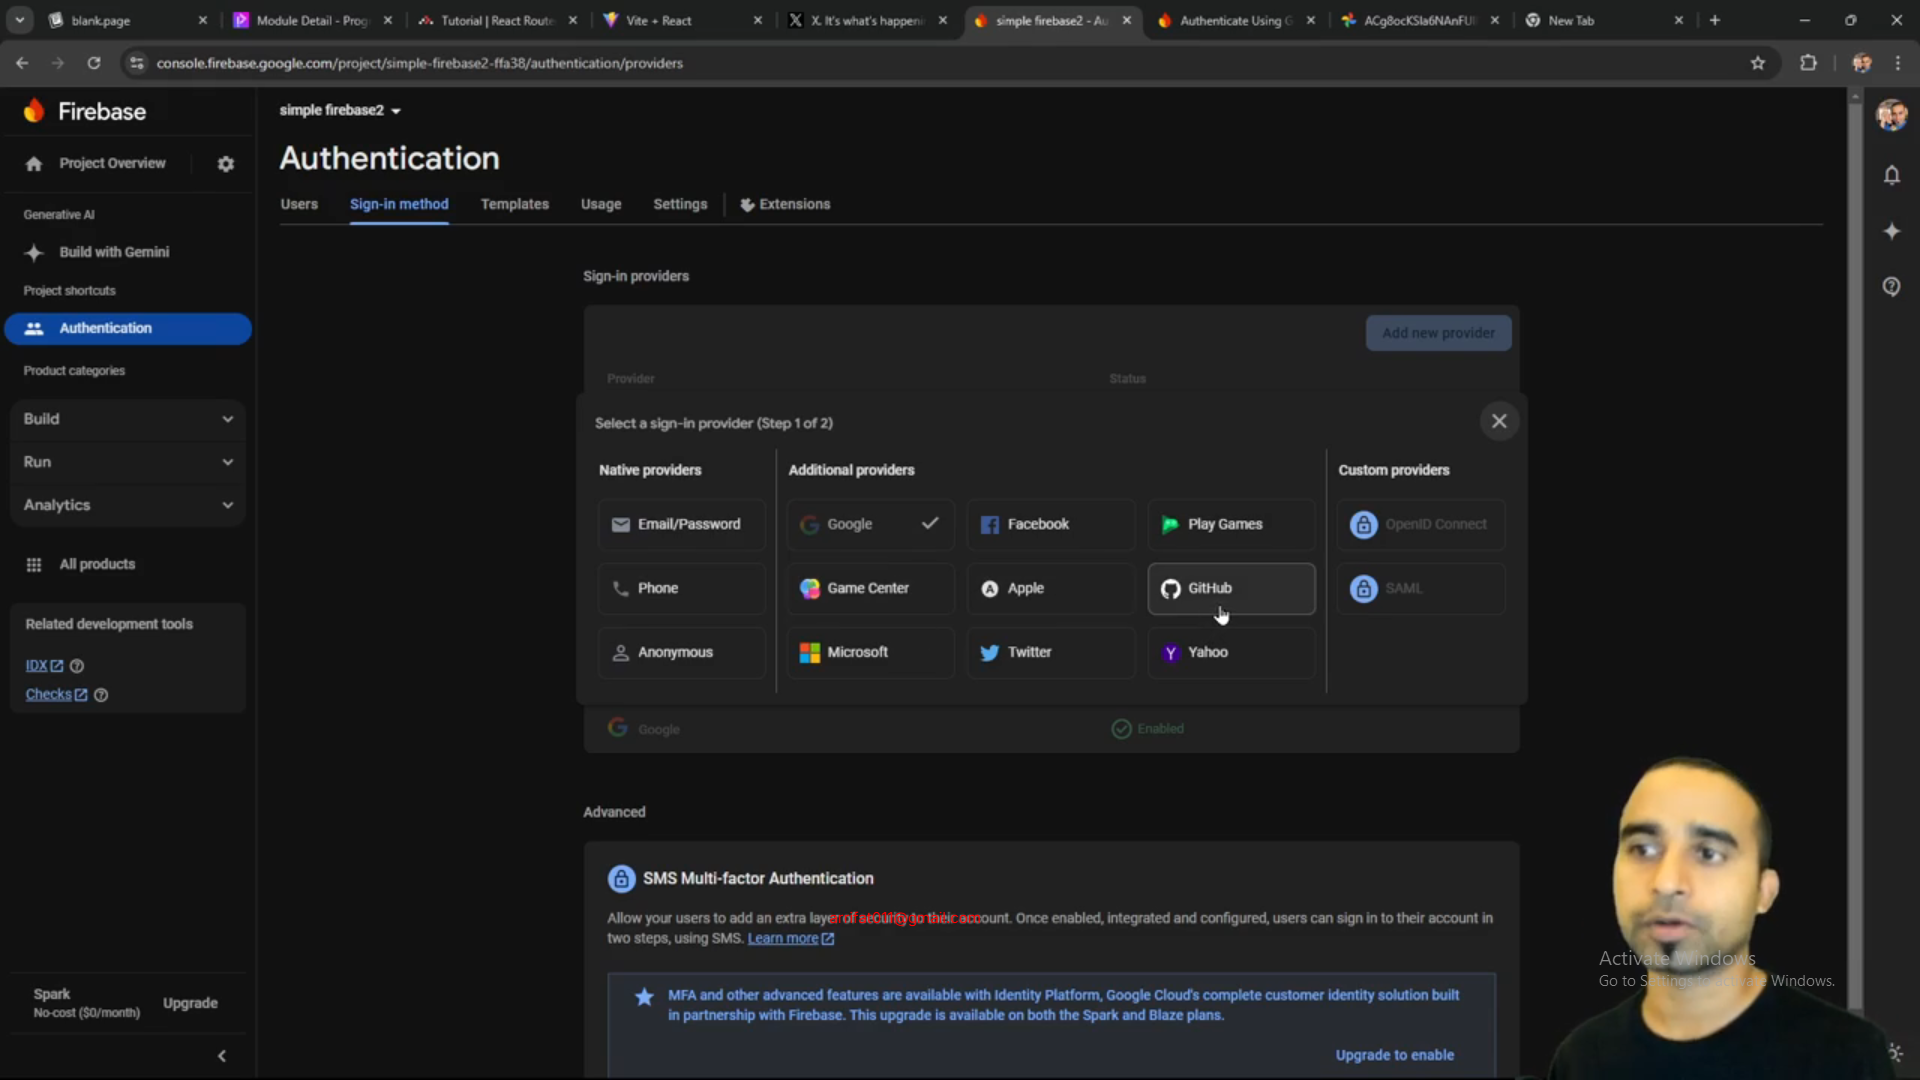 blank.page
Module Detail - Prog
Tutorial | React Route
Vite + React
X. It's what's happeni
simple firebase2 - Au
Authenticate Using G
ACg8ocKSla6NAnFU
New Tab
console.firebase.google.com/project/simple-firebase2-ffa38/authentication/providers
Firebase
simple firebase2
Project Overview
Authentication
Users
Sign-in method
Templates
Usage
Settings
Extensions
Generative AI
Build with Gemini
Project shortcuts
Authentication
Product categories
Build
Run
Analytics
All products
Related development tools
IDX
Checks
Spark
No-cost ($0/month)
Upgrade
Sign-in providers
Add new provider
Provider
Status
Select a sign-in provider (Step 1 of 2)
Native providers
Additional providers
Custom providers
Email/Password
Google
Facebook
Play Games
OpenID Connect
Phone
Game Center
Apple
GitHub
SAML
Anonymous
Microsoft
Twitter
Yahoo
Google
Enabled
Advanced
SMS Multi-factor Authentication
Allow your users to add an extra layer of security to their account. Once enabled, integrated and configured, users can sign in to their account in
two steps, using SMS. Learn more
MFA and other advanced features are available with Identity Platform, Google Cloud's complete customer identity solution built
in partnership with Firebase. This upgrade is available on both the Spark and Blaze plans.
Upgrade to enable
Activate Windows
Go to Settings to activate Windows.